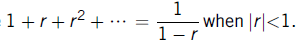 1 + r + r² + ⋯ = 1/(1 − r) when |r|<1.